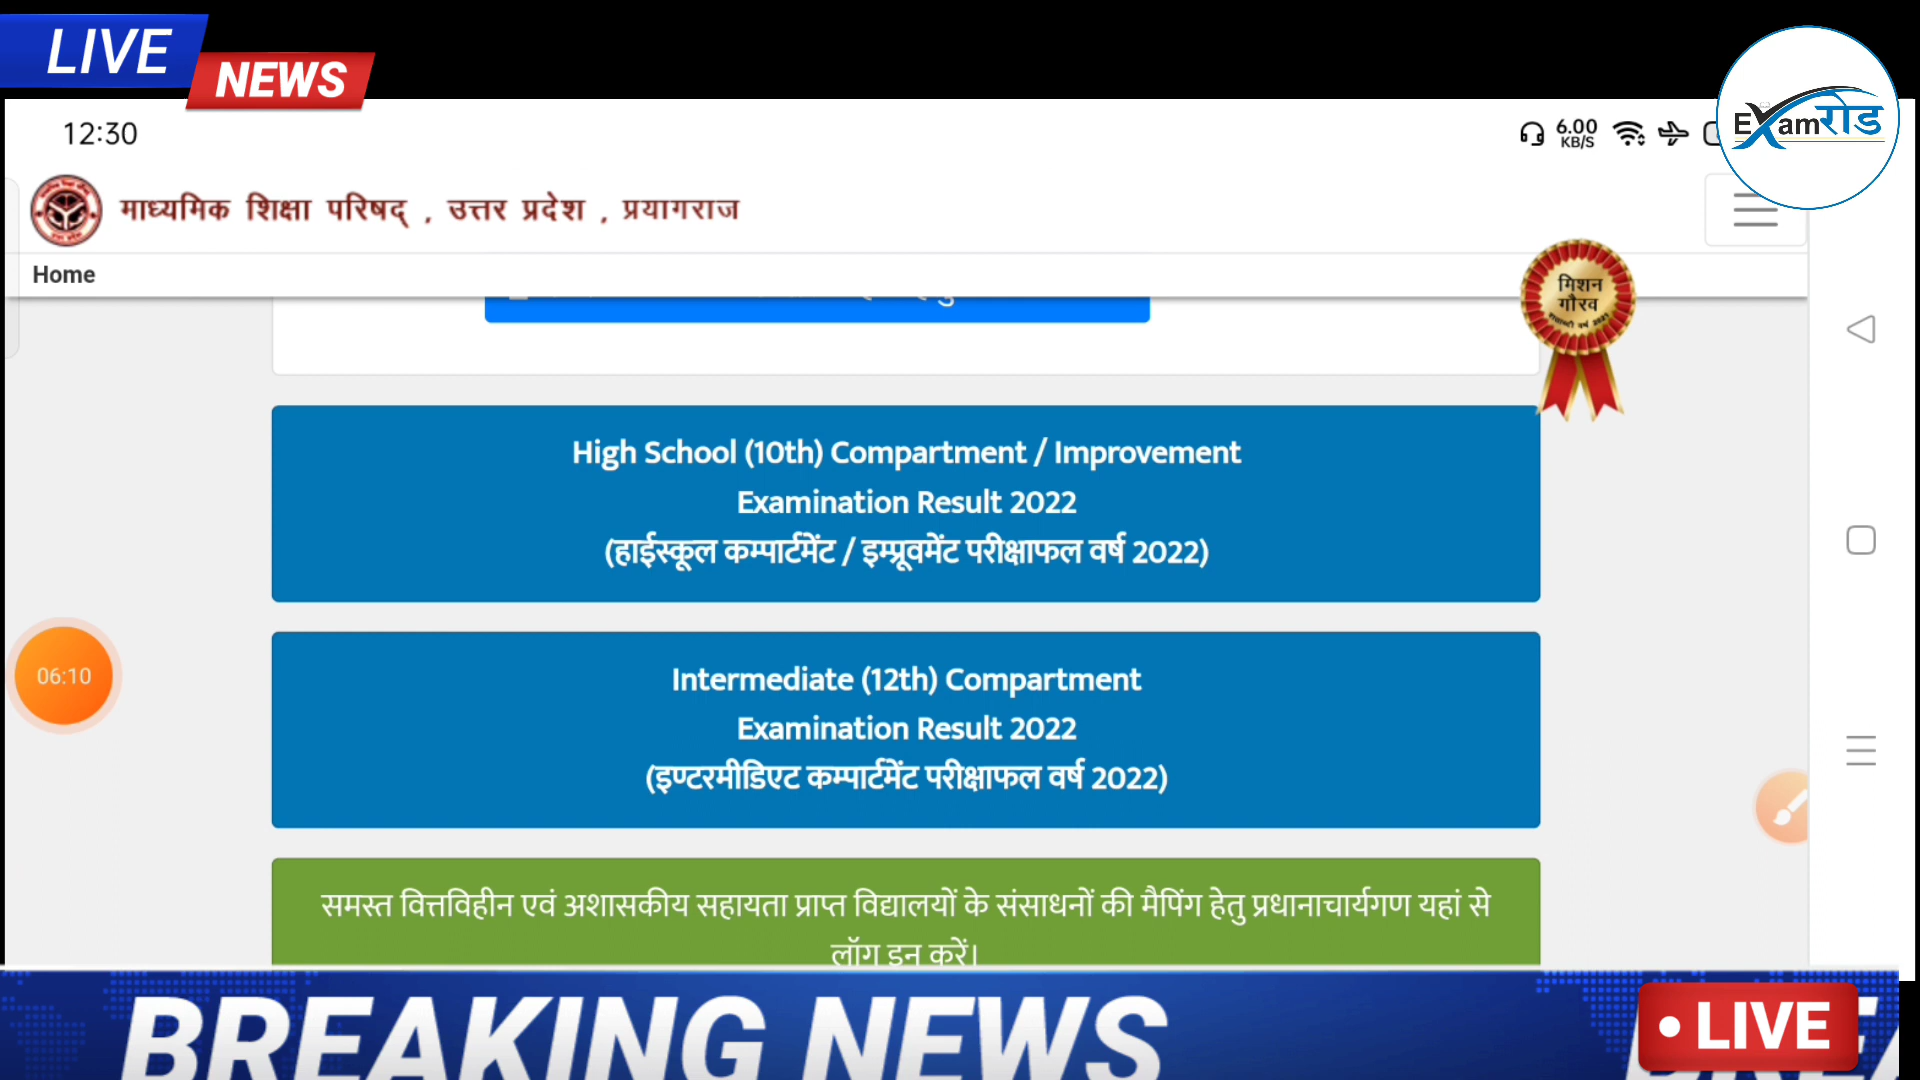 LIVE
NEWS
12:30
6.00
KB/S
Examरोड
माध्यमिक शिक्षा परिषद् , उत्तर प्रदेश , प्रयागराज
Home
मिशन
गौरव
High School (10th) Compartment / Improvement
Examination Result 2022
(हाईस्कूल कम्पार्टमेंट / इम्प्रूवमेंट परीक्षाफल वर्ष 2022)
06:10
Intermediate (12th) Compartment
Examination Result 2022
(इण्टरमीडिएट कम्पार्टमेंट परीक्षाफल वर्ष 2022)
समस्त वित्तविहीन एवं अशासकीय सहायता प्राप्त विद्यालयों के संसाधनों की मैपिंग हेतु प्रधानाचार्यगण यहां से
लॉग इन करें।
BREAKING NEWS
LIVE